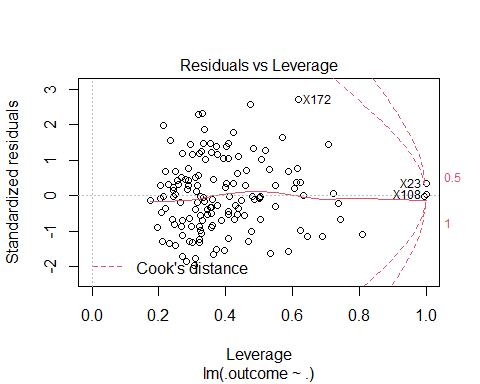 Residuals vs Leverage
Standardized residuals
3
2
1
0
-1
-2
X172
X23
X108
0.5
1
Cook's distance
0.0 0.2 0.4 0.6 0.8 1.0
Leverage
lm(.outcome ~ .)